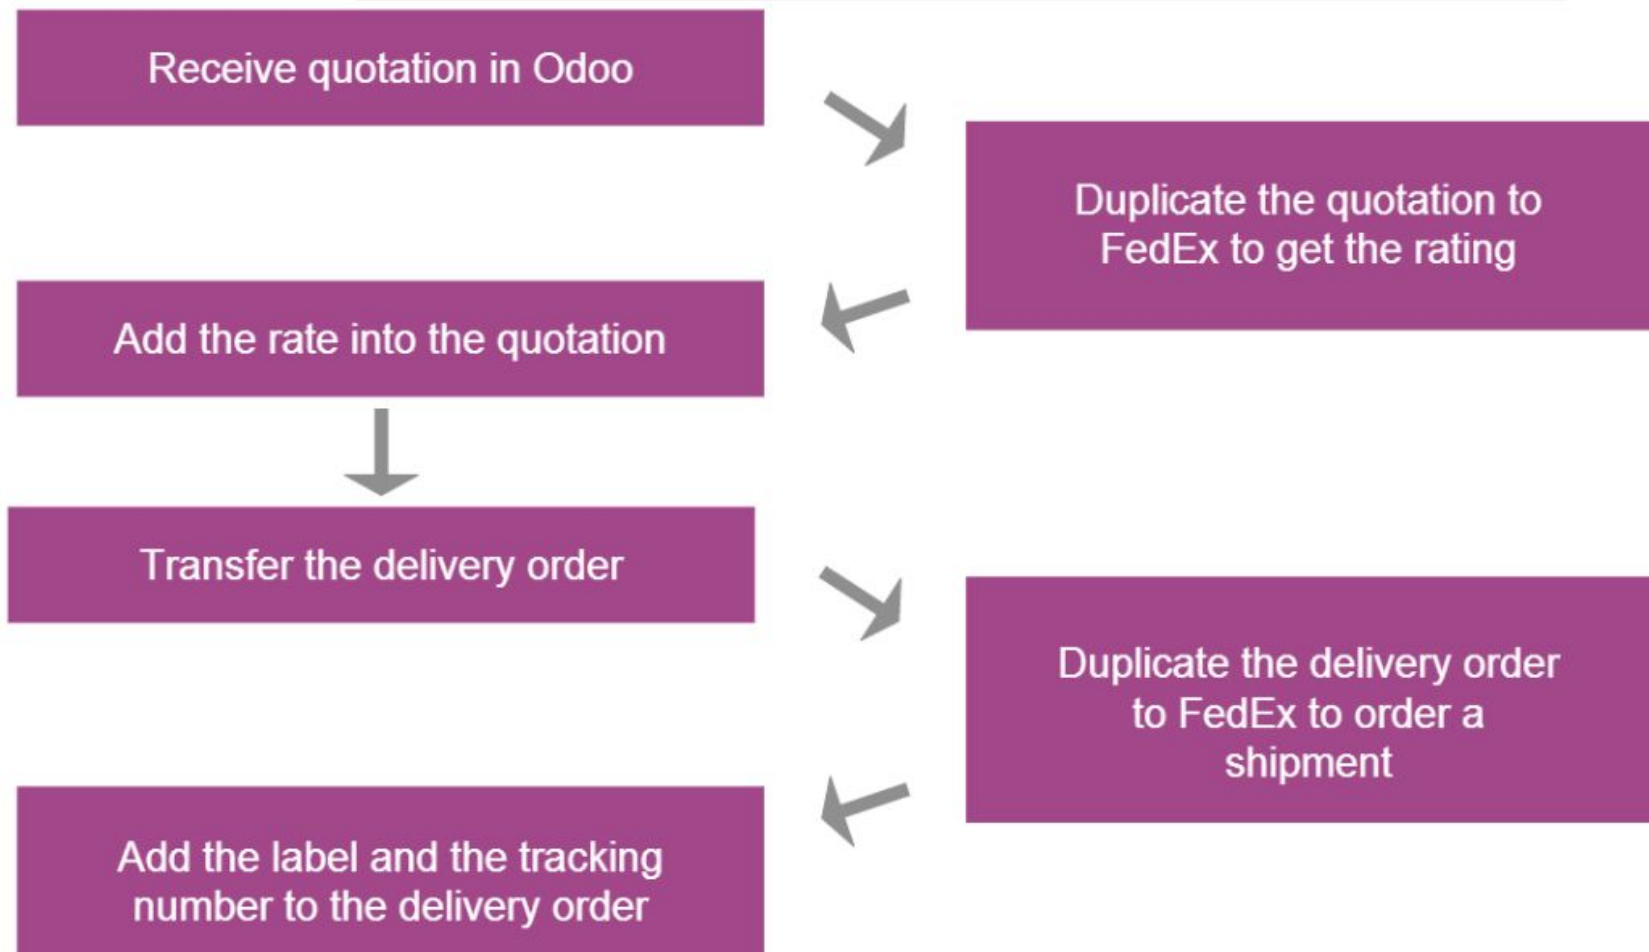 Receive quotation in Odoo
Duplicate the quotation to
FedEx to get the rating
Add the rate into the quotation
Transfer the delivery order
Duplicate the delivery order
to FedEx to order a
shipment
Add the label and the tracking
number to the delivery order